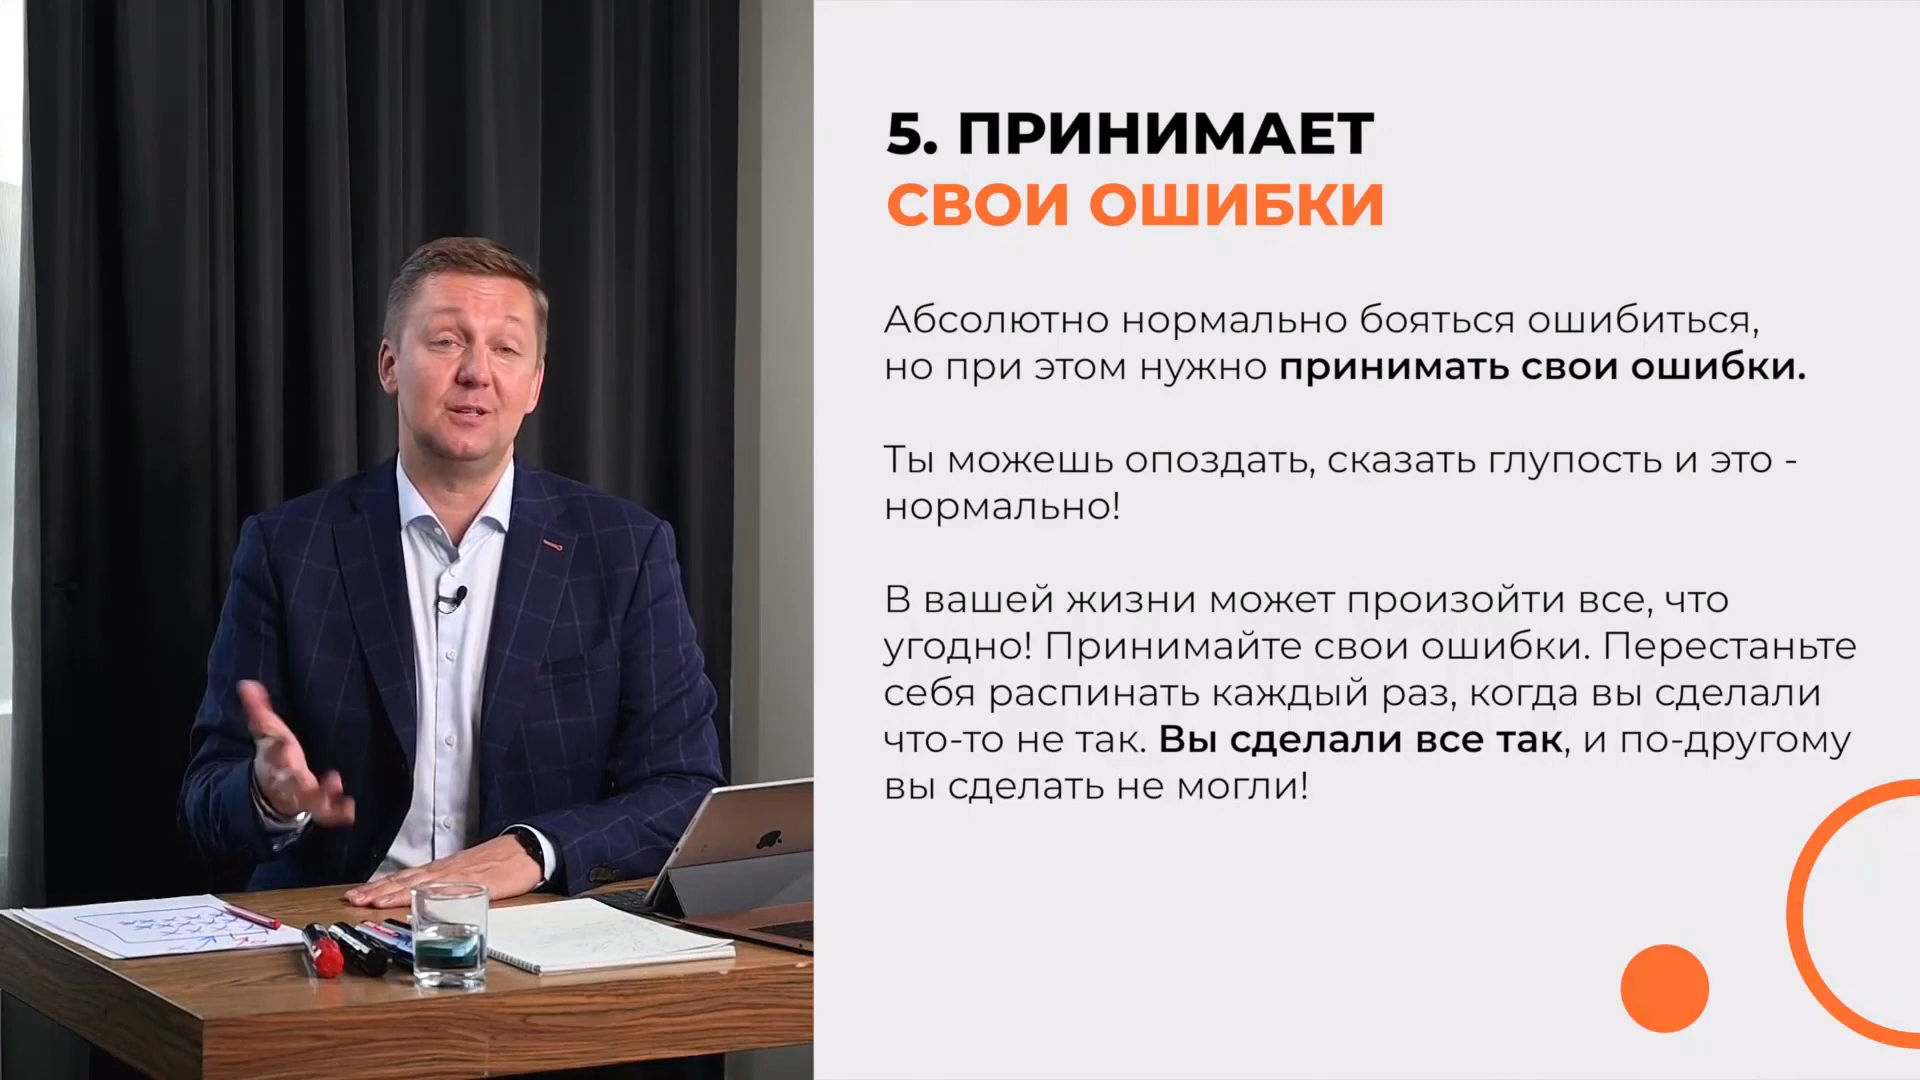 5. ПРИНИМАЕТ
СВОИ ОШИБКИ
Абсолютно нормально бояться ошибиться,
но при этом нужно принимать свои ошибки.
Ты можешь опоздать, сказать глупость и это -
нормально!
В вашей жизни может произойти все, что
угодно! Принимайте свои ошибки. Перестаньте
себя распинать каждый раз, когда вы сделали
что-то не так. Вы сделали все так, и по-другому
вы сделать не могли!